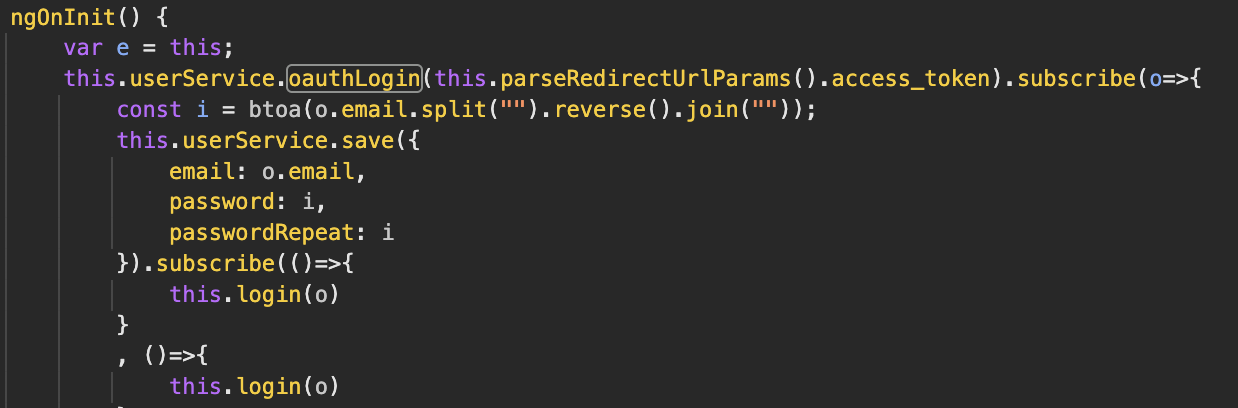 ngOnInit() {
    var e = this;
    this.userService.oauthLogin(this.parseRedirectUrlParams().access_token).subscribe(o=>{
        const i = btoa(o.email.split("").reverse().join(""));
        this.userService.save({
            email: o.email,
            password: i,
            passwordRepeat: i
        }).subscribe(()=>{
            this.login(o)
        }
        , ()=>{
            this.login(o)